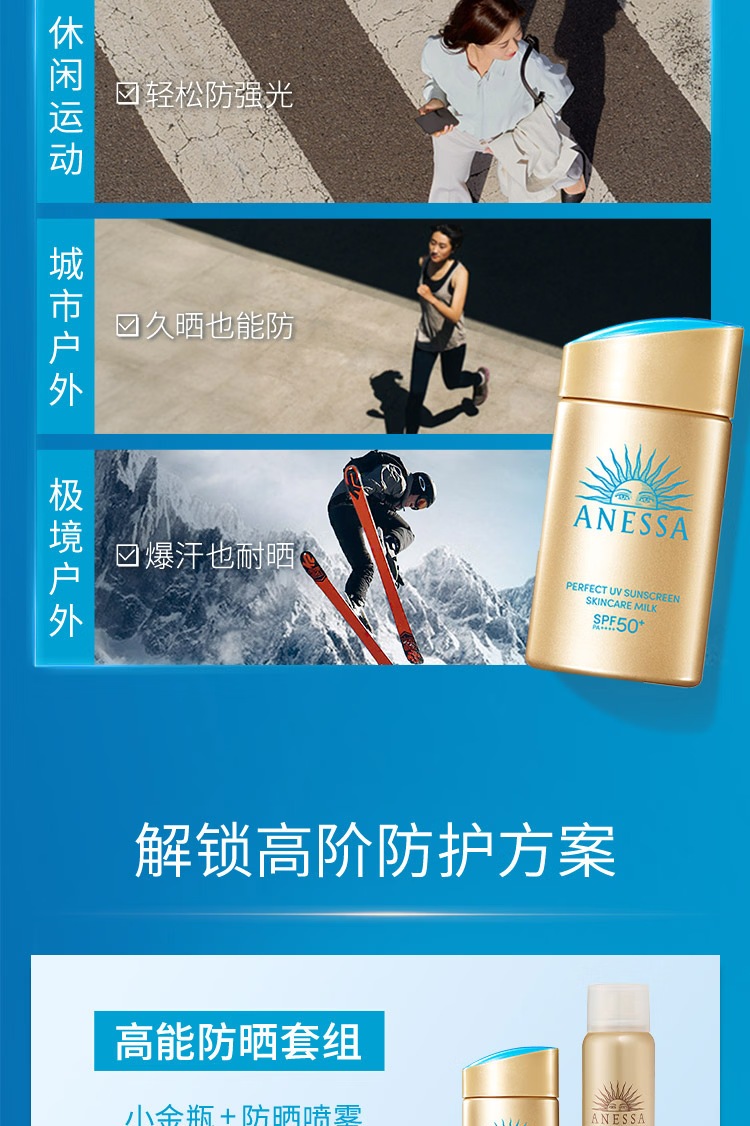 休闲运动
轻松防强光
城市户外
久晒也能防
极境户外
爆汗也耐晒
ANESSA
PERFECT UV SUNSCREEN
SKINCARE MILK
SPF50+
PA++++
解锁高阶防护方案
高能防晒套组
小金瓶+防晒喷雾
ANESSA